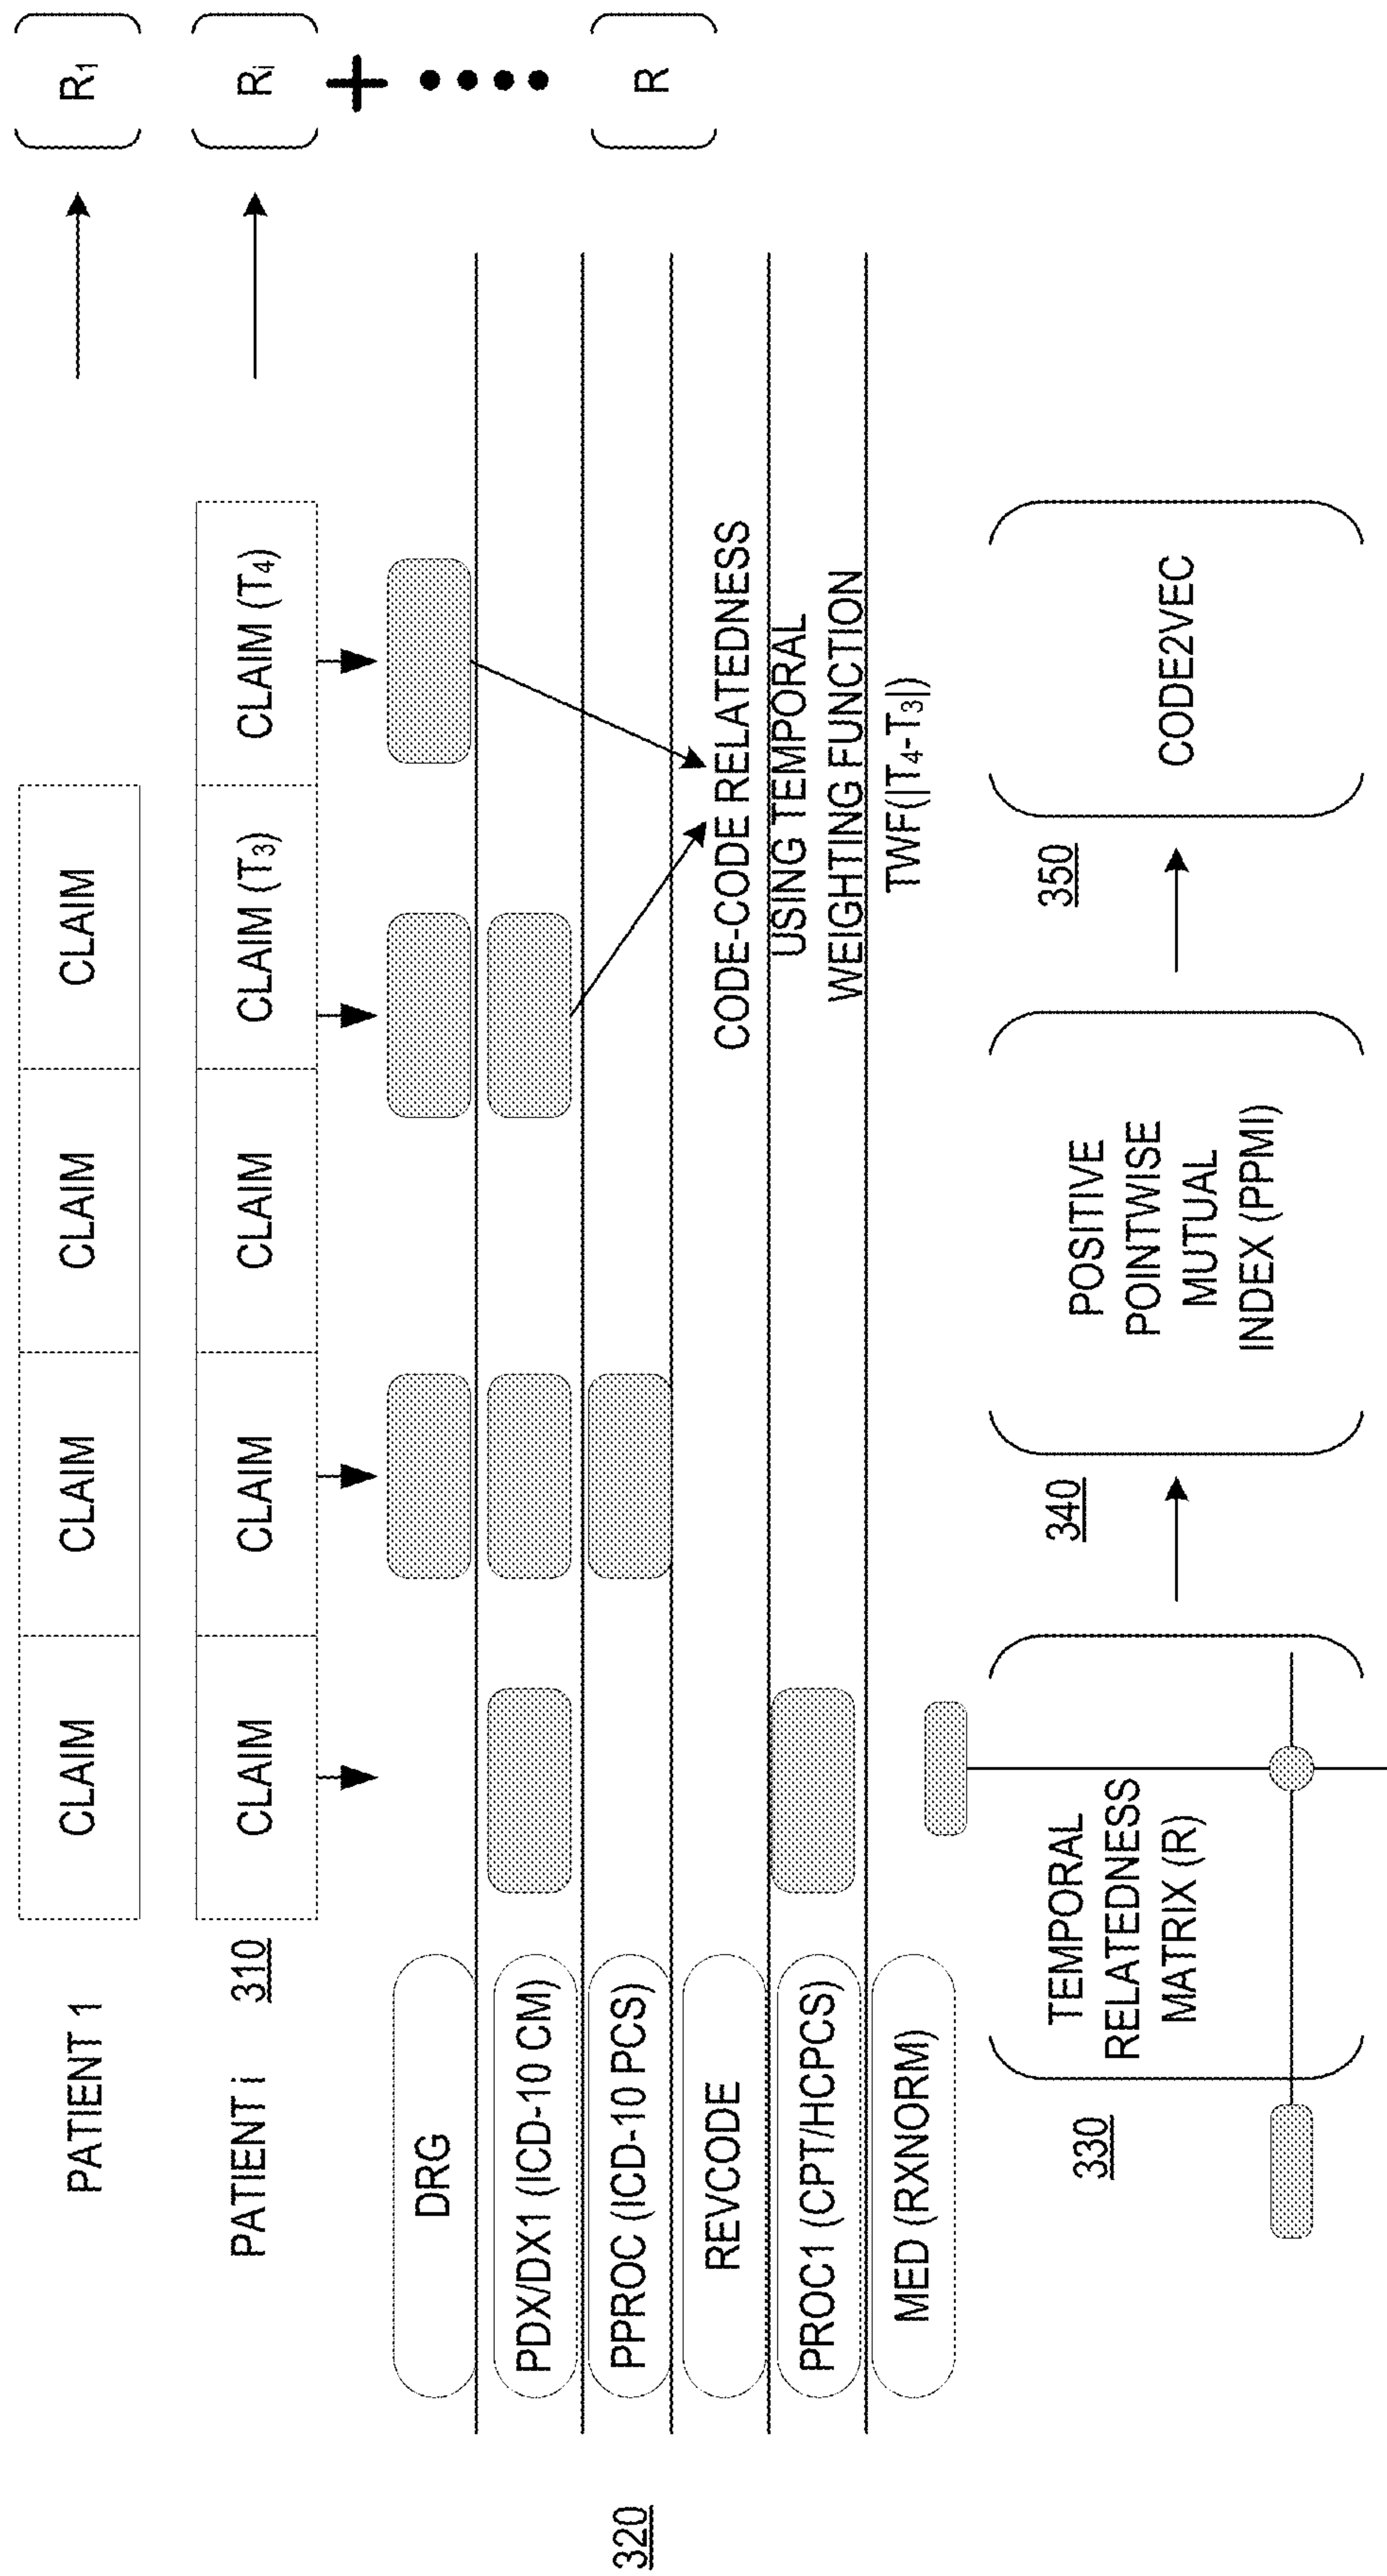 PATIENT 1
CLAIM
CLAIM
CLAIM
CLAIM
R1
PATIENT i
310
CLAIM
CLAIM
CLAIM
CLAIM (T3)
CLAIM (T4)
Ri
+
R
320
DRG
PDX/DX1 (ICD-10 CM)
PPROC (ICD-10 PCS)
REVCODE
PROC1 (CPT/HCPCS)
MED (RXNORM)
CODE-CODE RELATEDNESS
USING TEMPORAL
WEIGHTING FUNCTION
TWF(|T4-T3|)
330
TEMPORAL
RELATEDNESS
MATRIX (R)
340
POSITIVE
POINTWISE
MUTUAL
INDEX (PPMI)
350
CODE2VEC